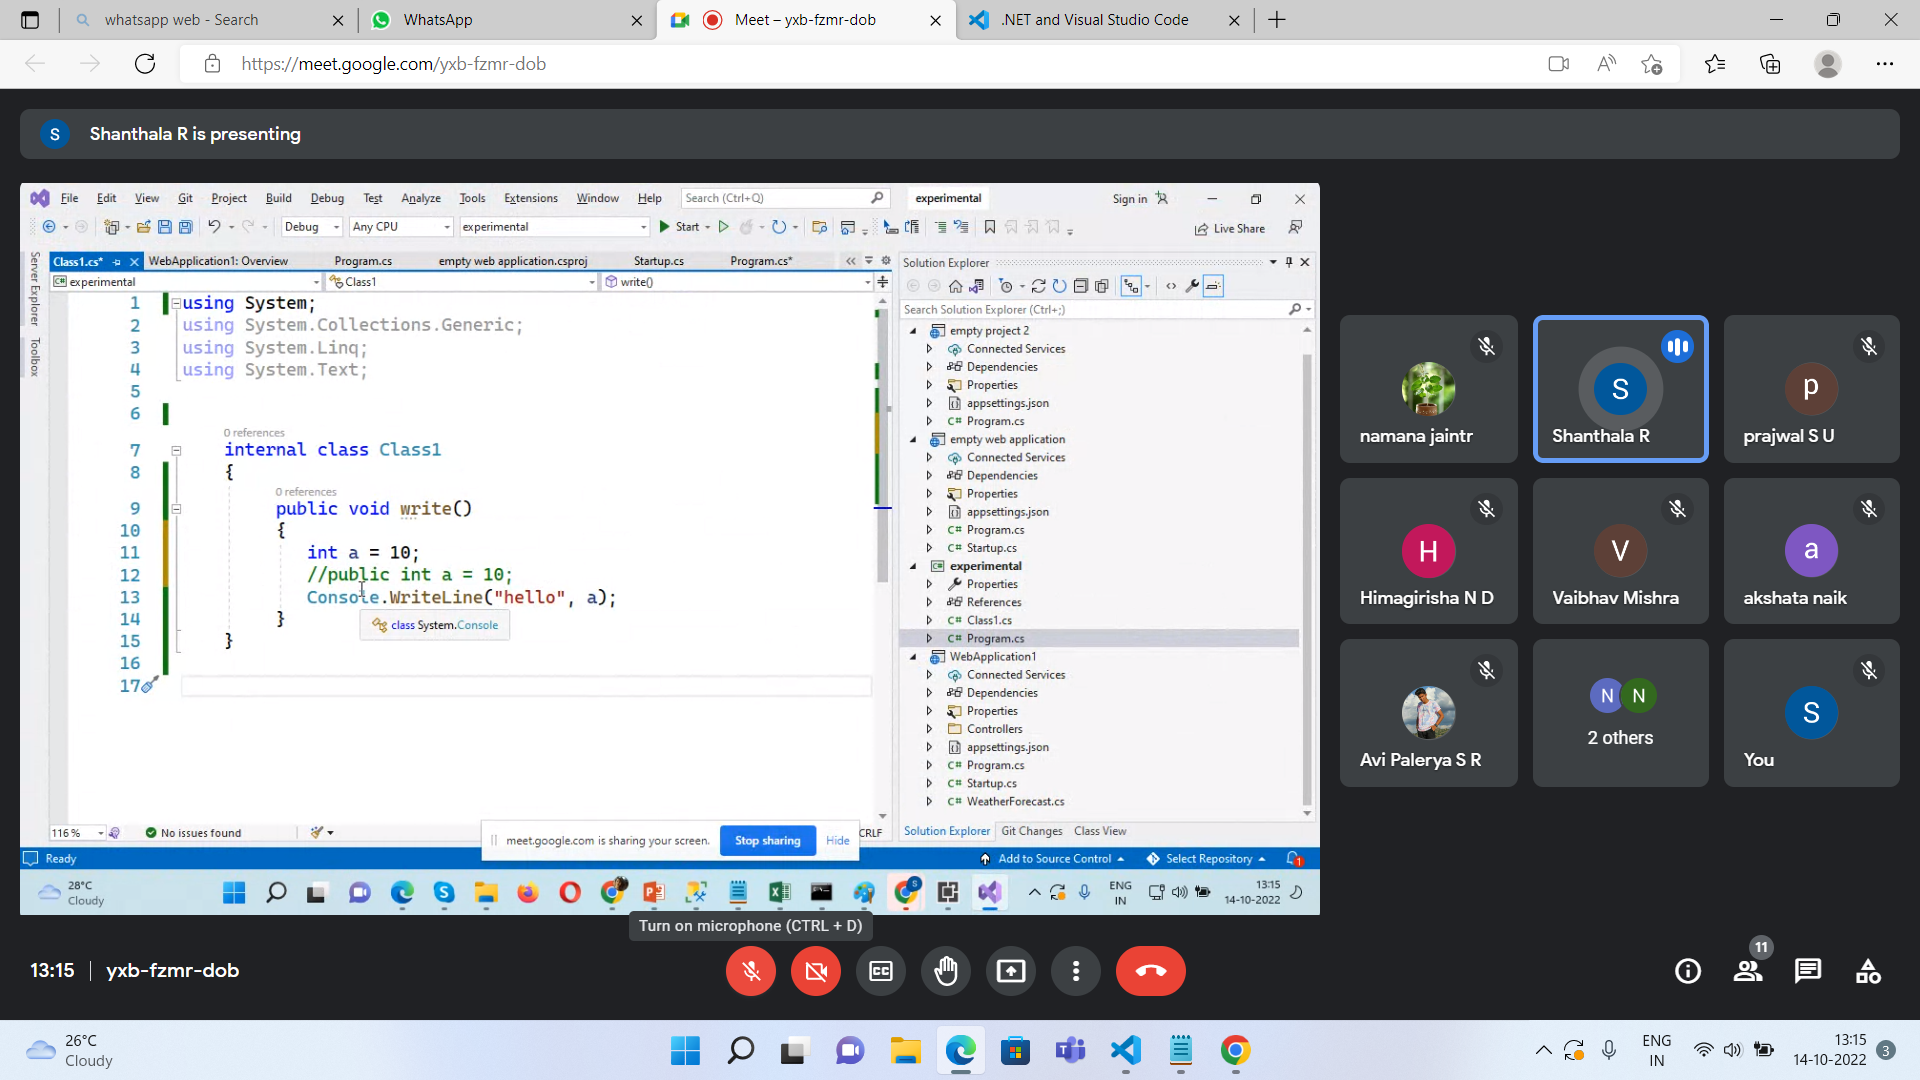 whatsapp web - Search
WhatsApp
Meet – yxb-fzmr-dob
.NET and Visual Studio Code
https://meet.google.com/yxb-fzmr-dob
S Shanthala R is presenting
File Edit View Git Project Build Debug Test Analyze Tools Extensions Window Help Search (Ctrl+Q) experimental Sign in
Debug Any CPU experimental Start Live Share
Server Explorer
Toolbox
Class1.cs* WebApplication1: Overview Program.cs empty web application.csproj Startup.cs Program.cs*
experimental Class1 write()
1 using System;
2 using System.Collections.Generic;
3 using System.Linq;
4 using System.Text;
5
6
0 references
7 internal class Class1
8 {
0 references
9 public void write()
10 {
11 int a = 10;
12 //public int a = 10;
13 Console.WriteLine("hello", a);
14 }
class System.Console
15 }
16
17
116 % No issues found CRLF
meet.google.com is sharing your screen. Stop sharing Hide
Solution Explorer
Search Solution Explorer (Ctrl+;)
empty project 2
Connected Services
Dependencies
Properties
appsettings.json
C# Program.cs
empty web application
Connected Services
Dependencies
Properties
appsettings.json
C# Program.cs
C# Startup.cs
C# experimental
Properties
References
C# Class1.cs
C# Program.cs
WebApplication1
Connected Services
Dependencies
Properties
Controllers
appsettings.json
C# Program.cs
C# Startup.cs
C# WeatherForecast.cs
Solution Explorer Git Changes Class View
Ready Add to Source Control Select Repository 1
28°C
Cloudy
ENG
IN
13:15
14-10-2022
Turn on microphone (CTRL + D)
namana jaintr
S
Shanthala R
p
prajwal S U
H
Himagirisha N D
V
Vaibhav Mishra
a
akshata naik
Avi Palerya S R
N N
2 others
S
You
13:15 | yxb-fzmr-dob
11
26°C
Cloudy
ENG
IN
13:15
14-10-2022
3